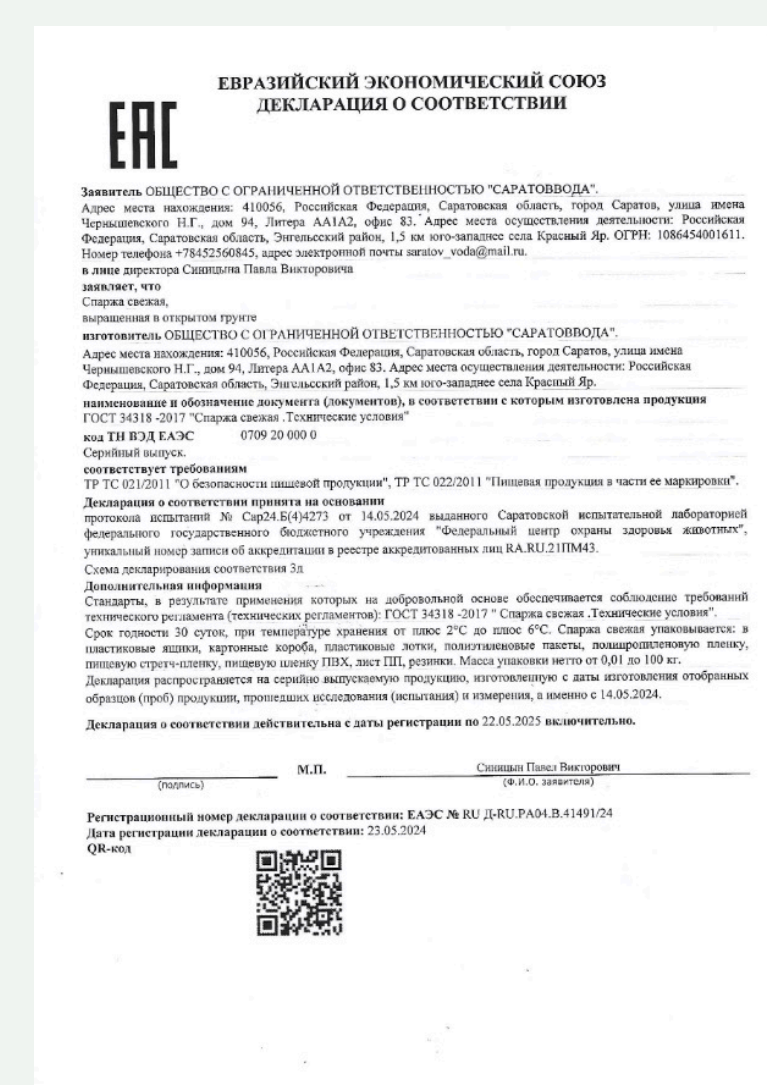 ЕВРАЗИЙСКИЙ ЭКОНОМИЧЕСКИЙ СОЮЗ
ДЕКЛАРАЦИЯ О СООТВЕТСТВИИ
EAC
Заявитель ОБЩЕСТВО С ОГРАНИЧЕННОЙ ОТВЕТСТВЕННОСТЬЮ "САРАТОВВОДА".
Адрес места нахождения: 410056, Российская Федерация, Саратовская область, город Саратов, улица имена
Чернышевского Н.Г., дом 94, Литера АА1А2, офис 83. Адрес места осуществления деятельности: Российская
Федерация, Саратовская область, Энгельсский район, 1,5 км юго-западнее села Красный Яр. ОГРН: 1086454001611.
Номер телефона +78452560845, адрес электронной почты saratov_voda@mail.ru.
в лице директора Синицына Павла Викторовича
заявляет, что
Спаржа свежая,
выращенная в открытом грунте
изготовитель ОБЩЕСТВО С ОГРАНИЧЕННОЙ ОТВЕТСТВЕННОСТЬЮ "САРАТОВВОДА".
Адрес места нахождения: 410056, Российская Федерация, Саратовская область, город Саратов, улица имена
Чернышевского Н.Г., дом 94, Литера АА1А2, офис 83. Адрес места осуществления деятельности: Российская
Федерация, Саратовская область, Энгельсский район, 1,5 км юго-западнее села Красный Яр.
наименование и обозначение документа (документов), в соответствии с которым изготовлена продукция
ГОСТ 34318 -2017 "Спаржа свежая .Технические условия"
код ТН ВЭД ЕАЭС 0709 20 000 0
Серийный выпуск.
соответствует требованиям
ТР ТС 021/2011 "О безопасности пищевой продукции", ТР ТС 022/2011 "Пищевая продукция в части ее маркировки".
Декларация о соответствии принята на основании
протокола испытаний № Сар24.Б(4)4273 от 14.05.2024 выданного Саратовской испытательной лабораторией
федерального государственного бюджетного учреждения "Федеральный центр охраны здоровья животных",
уникальный номер записи об аккредитации в реестре аккредитованных лиц RA.RU.21ПМ43.
Схема декларирования соответствия 3д
Дополнительная информация
Стандарты, в результате применения которых на добровольной основе обеспечивается соблюдение требований
технического регламента (технических регламентов): ГОСТ 34318 -2017 " Спаржа свежая .Технические условия".
Срок годности 30 суток, при температуре хранения от плюс 2°С до плюс 6°С. Спаржа свежая упаковывается: в
пластиковые ящики, картонные короба, пластиковые лотки, полиэтиленовые пакеты, полипропиленовую пленку,
пищевую стретч-пленку, пищевую пленку ПВХ, лист ПП, резинки. Масса упаковки нетто от 0,01 до 100 кг.
Декларация распространяется на серийно выпускаемую продукцию, изготовленную с даты изготовления отобранных
образцов (проб) продукции, прошедших исследования (испытания) и измерения, а именно с 14.05.2024.
Декларация о соответствии действительна с даты регистрации по 22.05.2025 включительно.
М.П. Синицын Павел Викторович
(подпись) (Ф.И.О. заявителя)
Регистрационный номер декларации о соответствии: ЕАЭС № RU Д-RU.РА04.В.41491/24
Дата регистрации декларации о соответствии: 23.05.2024
QR-код